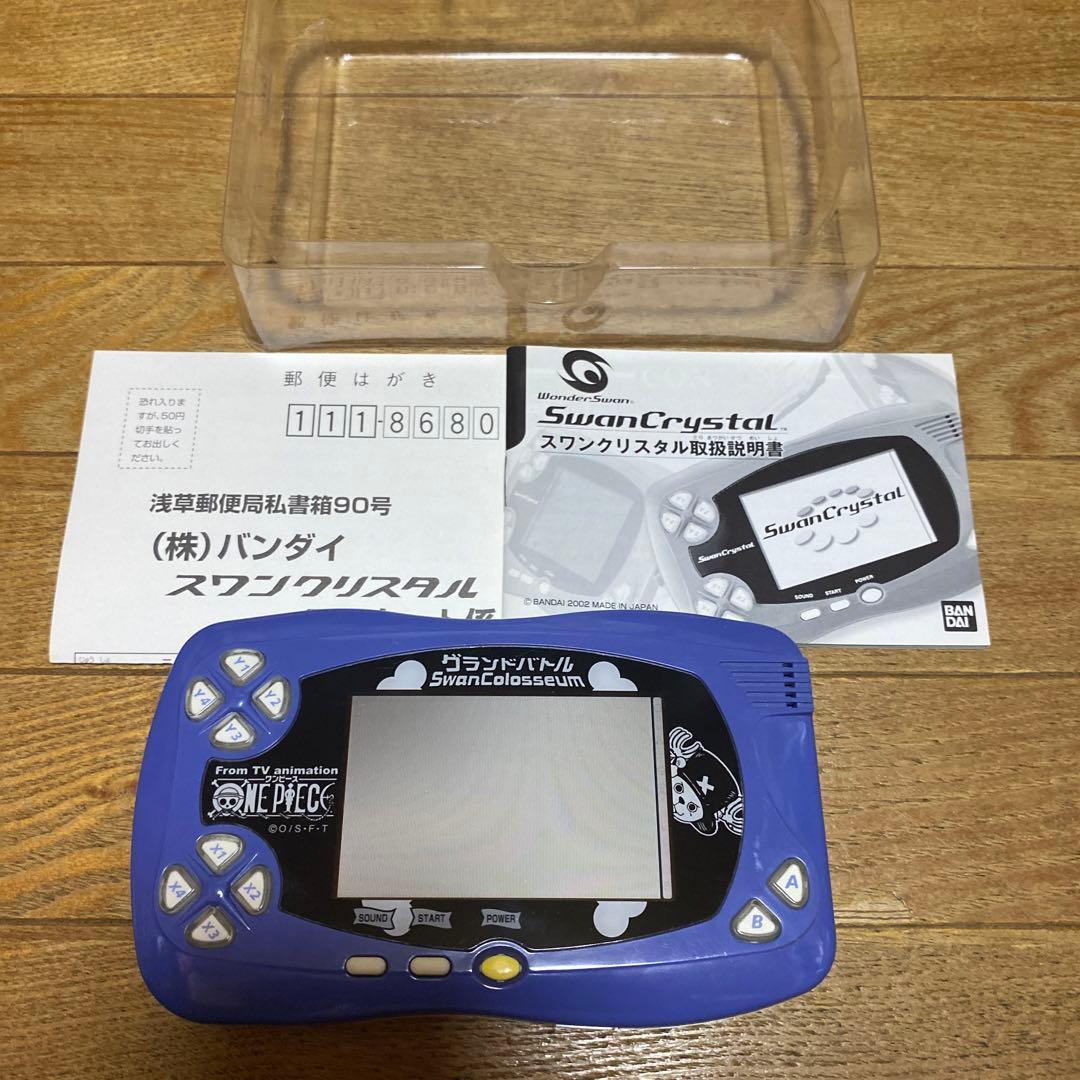 郵便はがき
恐れ入りま
すが、50円
切手を貼っ
てお出しく
ださい。
111-8680
浅草郵便局私書箱90号
(株)バンダイ
スワンクリスタル
WonderSwan®
SwanCrystal™
スワンクリスタル取扱説明書
SwanCrystal
SwanCrystal
SOUND START POWER
© BANDAI 2002 MADE IN JAPAN
BAN
DAI
グランドバトル
SwanColosseum
Y1
Y4 Y2
Y3
From TV animation
ワンピース
ONE PIECE
©O/S・F・T
X1
X4 X2
X3
A
B
SOUND START POWER